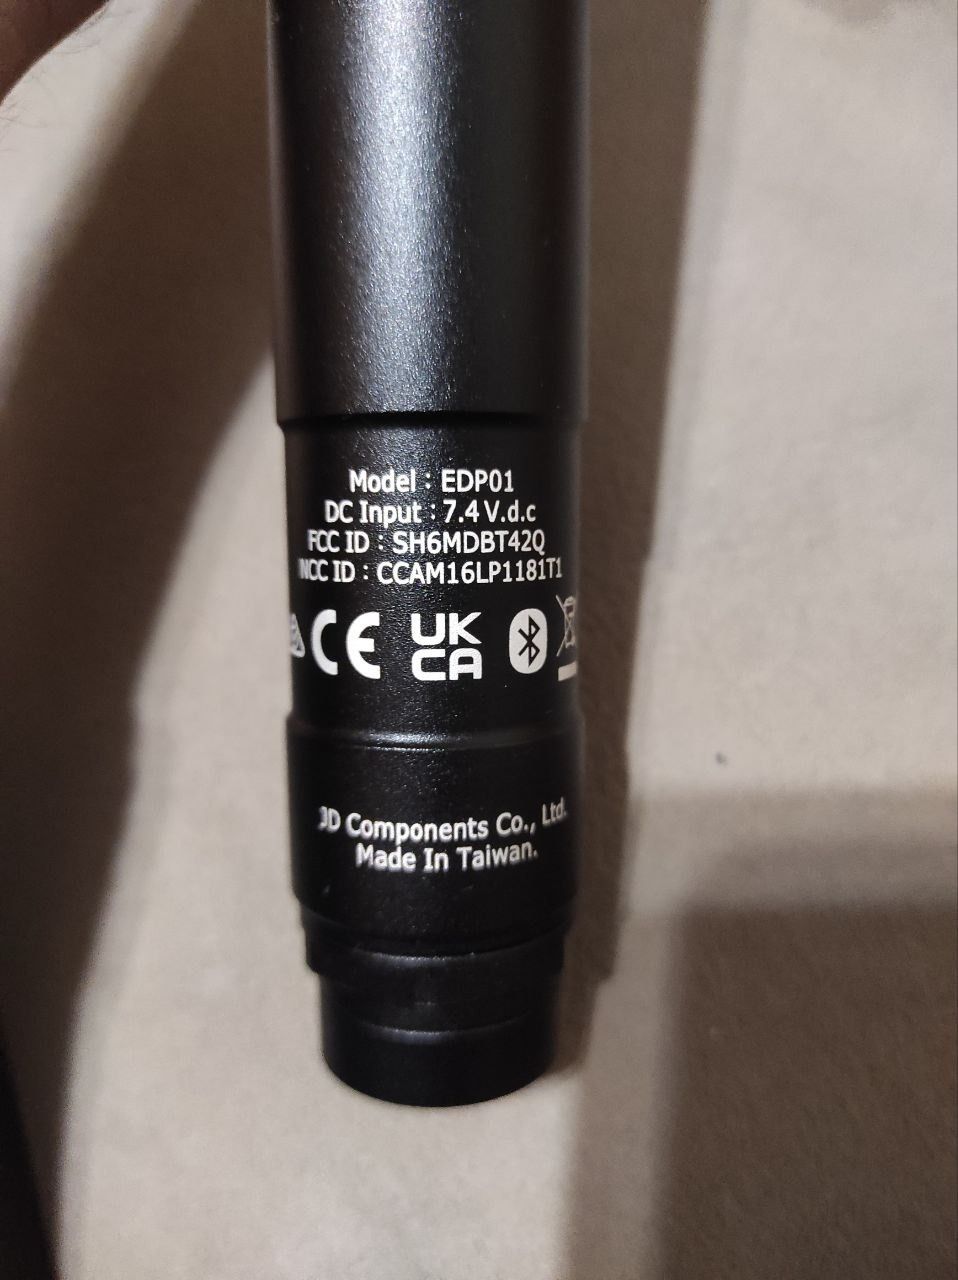 Model : EDP01
DC Input : 7.4 V.d.c
FCC ID : SH6MDBT42Q
NCC ID : CCAM16LP1181T1
CE UK CA
JD Components Co., Ltd.
Made In Taiwan.